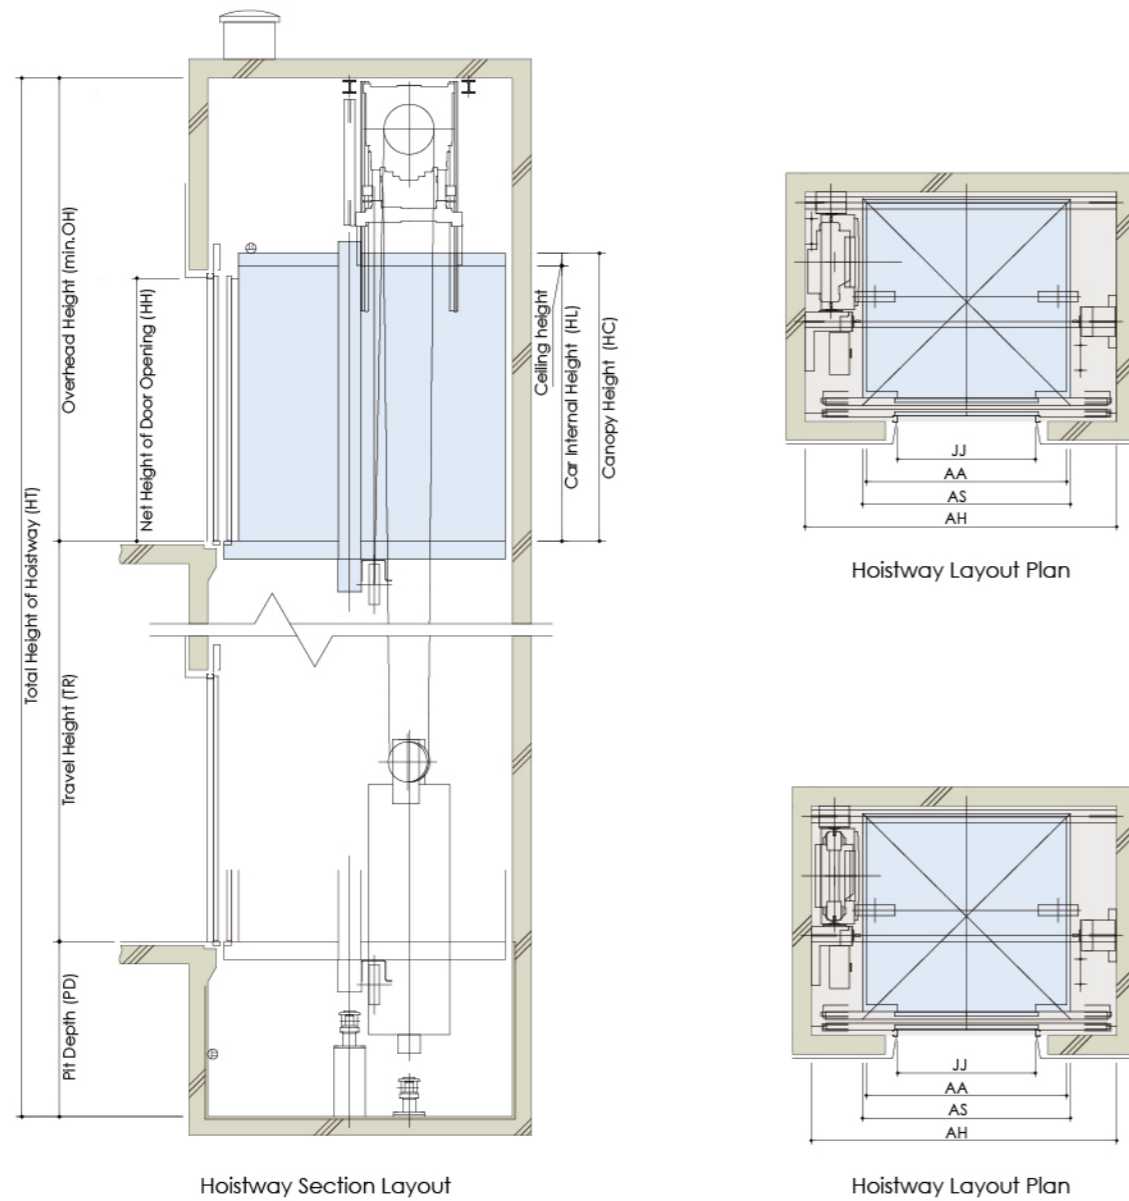 Total Height of Hoistway (HT)
Overhead Height (min.OH)
Travel Height (TR)
Pit Depth (PD)
Net Height of Door Opening (HH)
Ceiling height
Car Internal Height (HL)
Canopy Height (HC)
Hoistway Section Layout
JJ
AA
AS
AH
Hoistway Layout Plan
JJ
AA
AS
AH
Hoistway Layout Plan